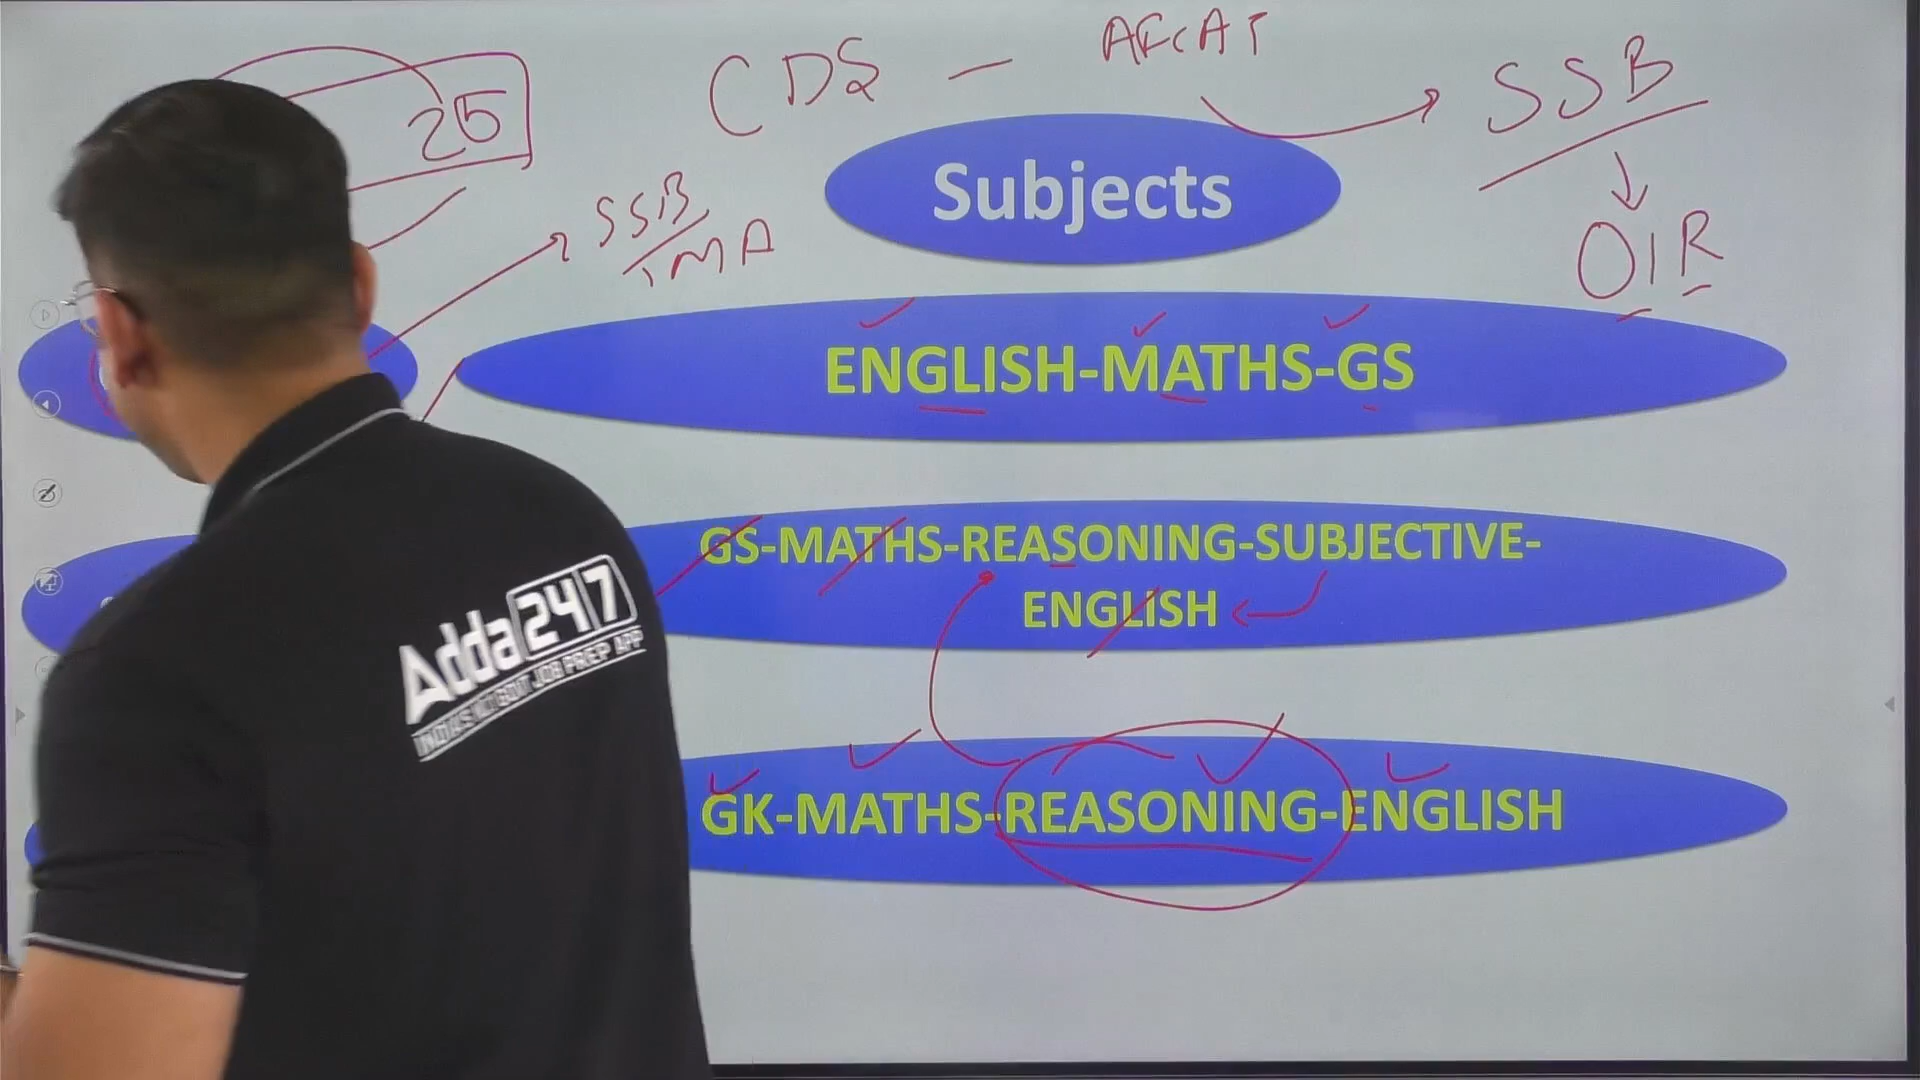 CDS - AFCAT
SSB
25
Subjects
SSB
IMA
OIR
ENGLISH-MATHS-GS
GS-MATHS-REASONING-SUBJECTIVE-
ENGLISH
GK-MATHS-REASONING-ENGLISH
Adda247